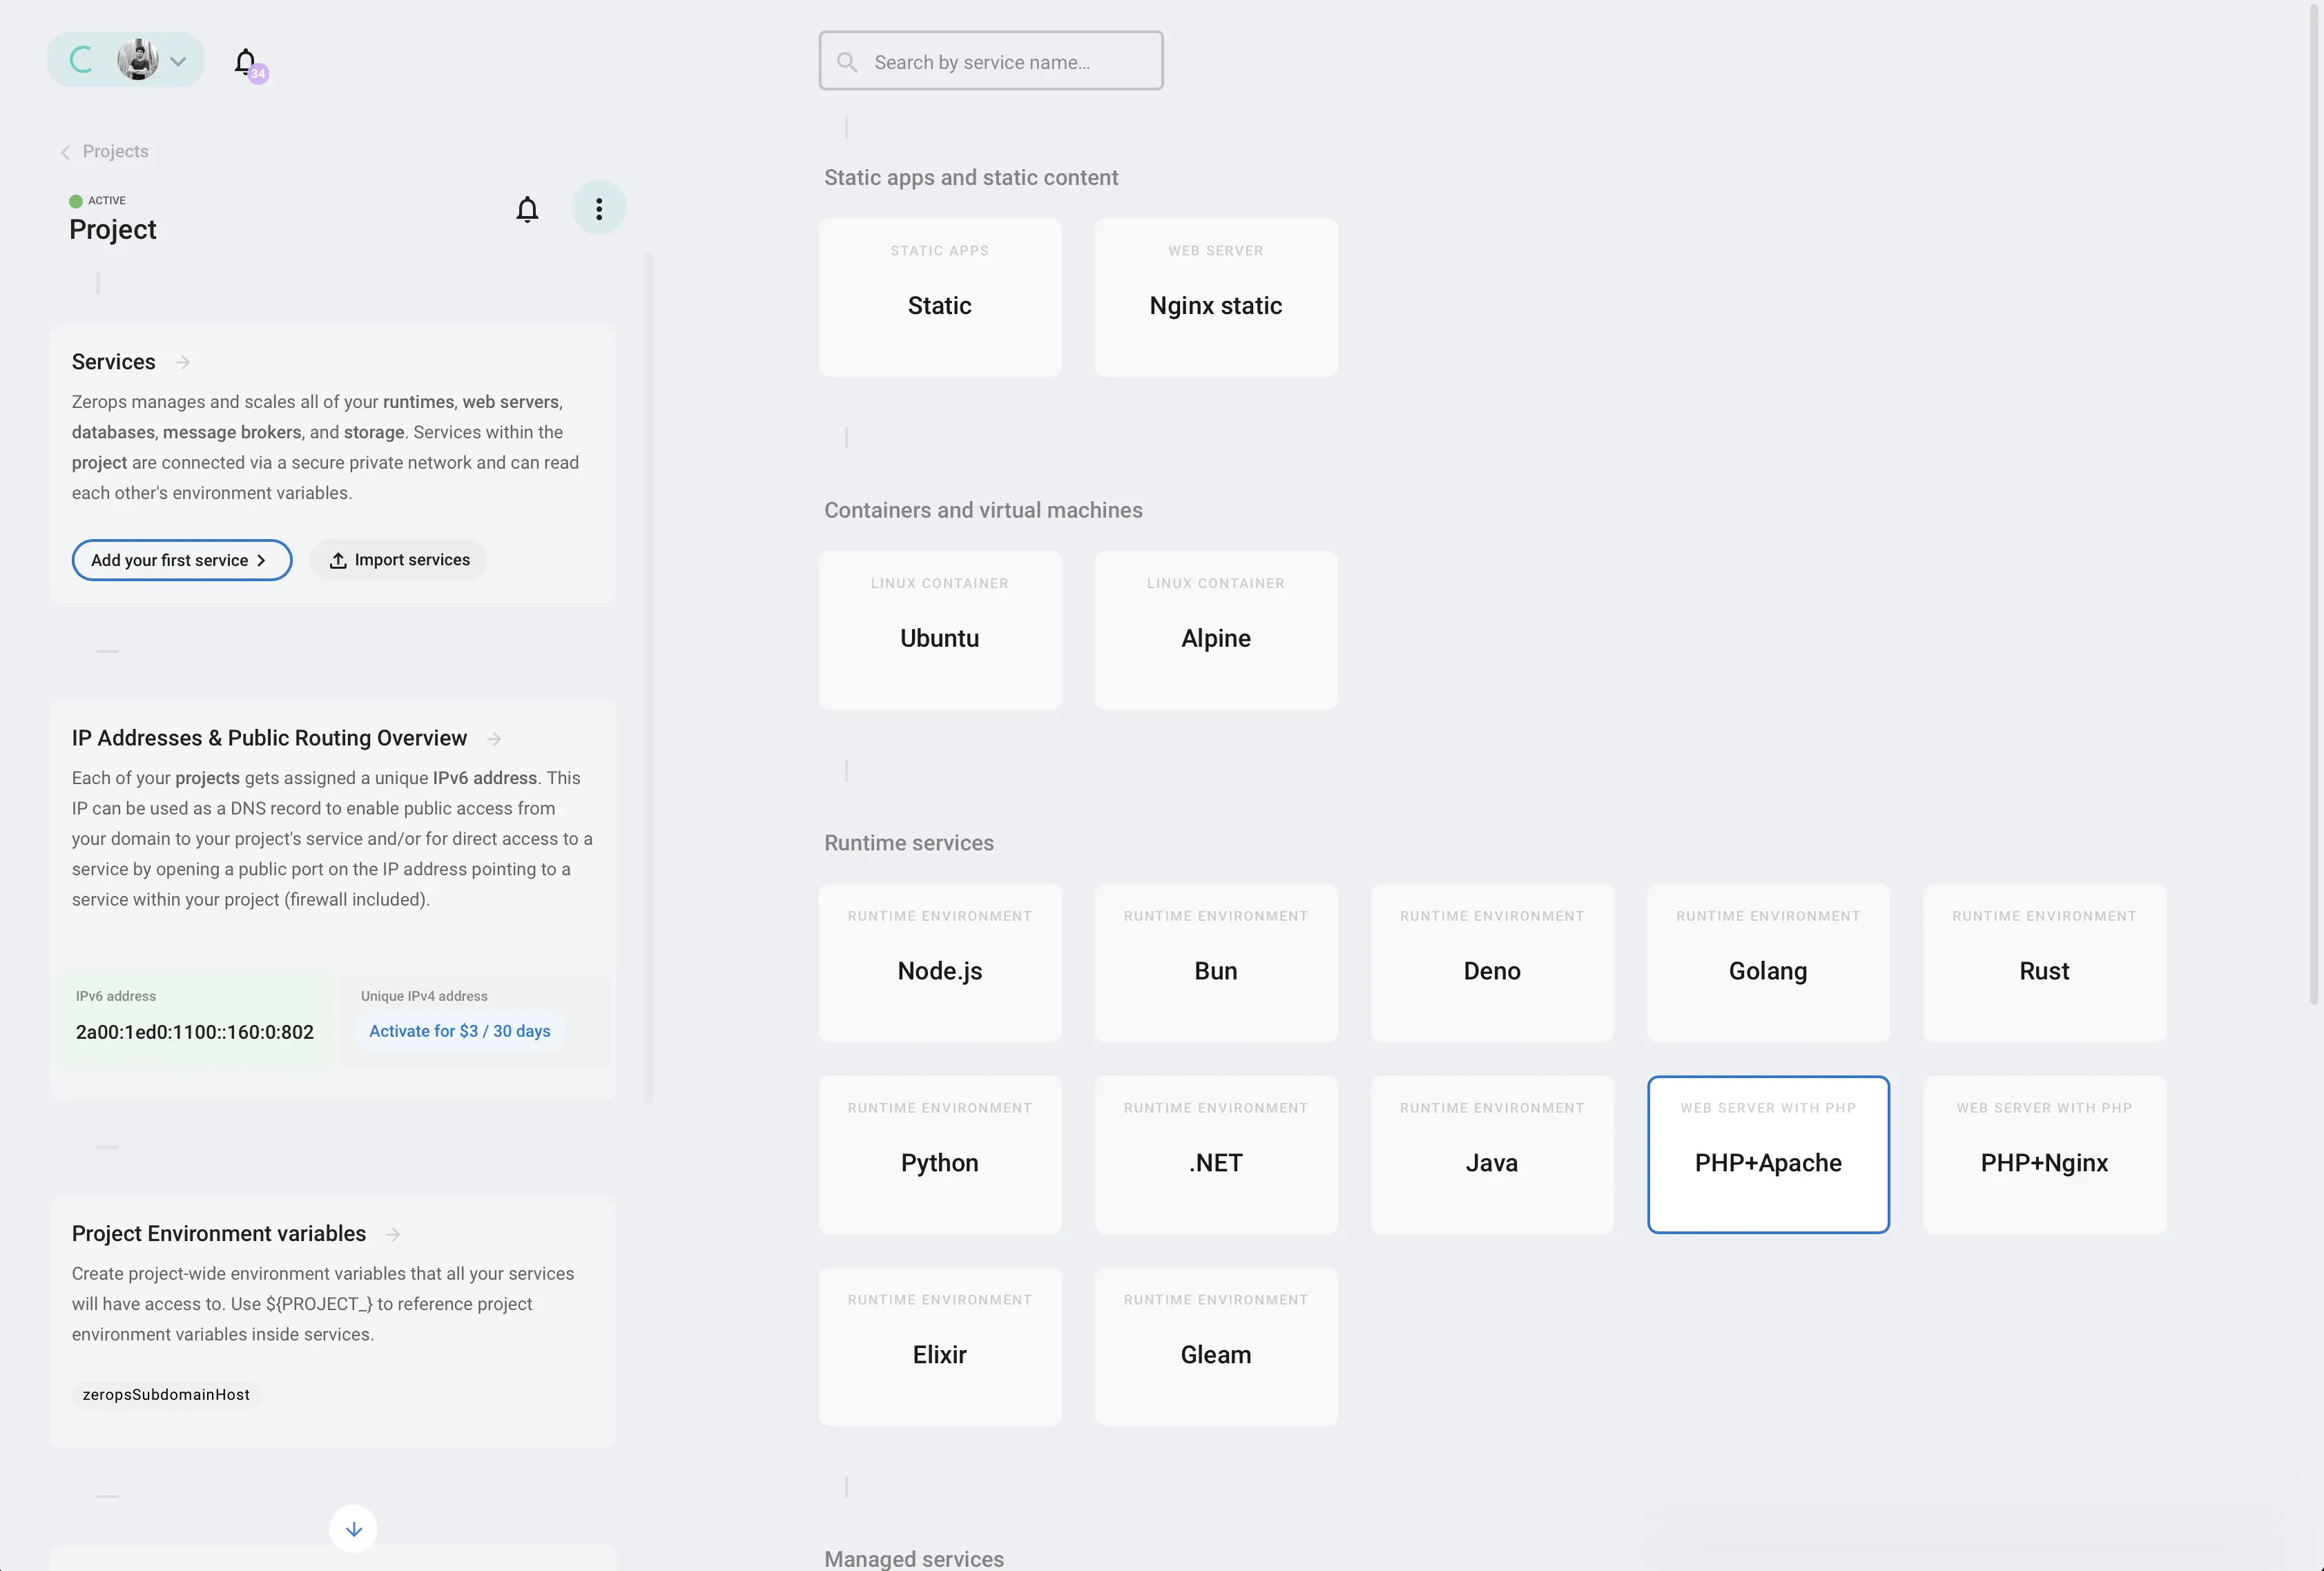 34
Projects
ACTIVE
Project
Services
Zerops manages and scales all of your runtimes, web servers,
databases, message brokers, and storage. Services within the
project are connected via a secure private network and can read
each other's environment variables.
Add your first service
Import services
IP Addresses & Public Routing Overview
Each of your projects gets assigned a unique IPv6 address. This
IP can be used as a DNS record to enable public access from
your domain to your project's service and/or for direct access to a
service by opening a public port on the IP address pointing to a
service within your project (firewall included).
IPv6 address
2a00:1ed0:1100::160:0:802
Unique IPv4 address
Activate for $3 / 30 days
Project Environment variables
Create project-wide environment variables that all your services
will have access to. Use ${PROJECT_} to reference project
environment variables inside services.
zeropsSubdomainHost
Search by service name...
Static apps and static content
STATIC APPS
Static
WEB SERVER
Nginx static
Containers and virtual machines
LINUX CONTAINER
Ubuntu
LINUX CONTAINER
Alpine
Runtime services
RUNTIME ENVIRONMENT
Node.js
RUNTIME ENVIRONMENT
Bun
RUNTIME ENVIRONMENT
Deno
RUNTIME ENVIRONMENT
Golang
RUNTIME ENVIRONMENT
Rust
RUNTIME ENVIRONMENT
Python
RUNTIME ENVIRONMENT
.NET
RUNTIME ENVIRONMENT
Java
WEB SERVER WITH PHP
PHP+Apache
WEB SERVER WITH PHP
PHP+Nginx
RUNTIME ENVIRONMENT
Elixir
RUNTIME ENVIRONMENT
Gleam
Managed services